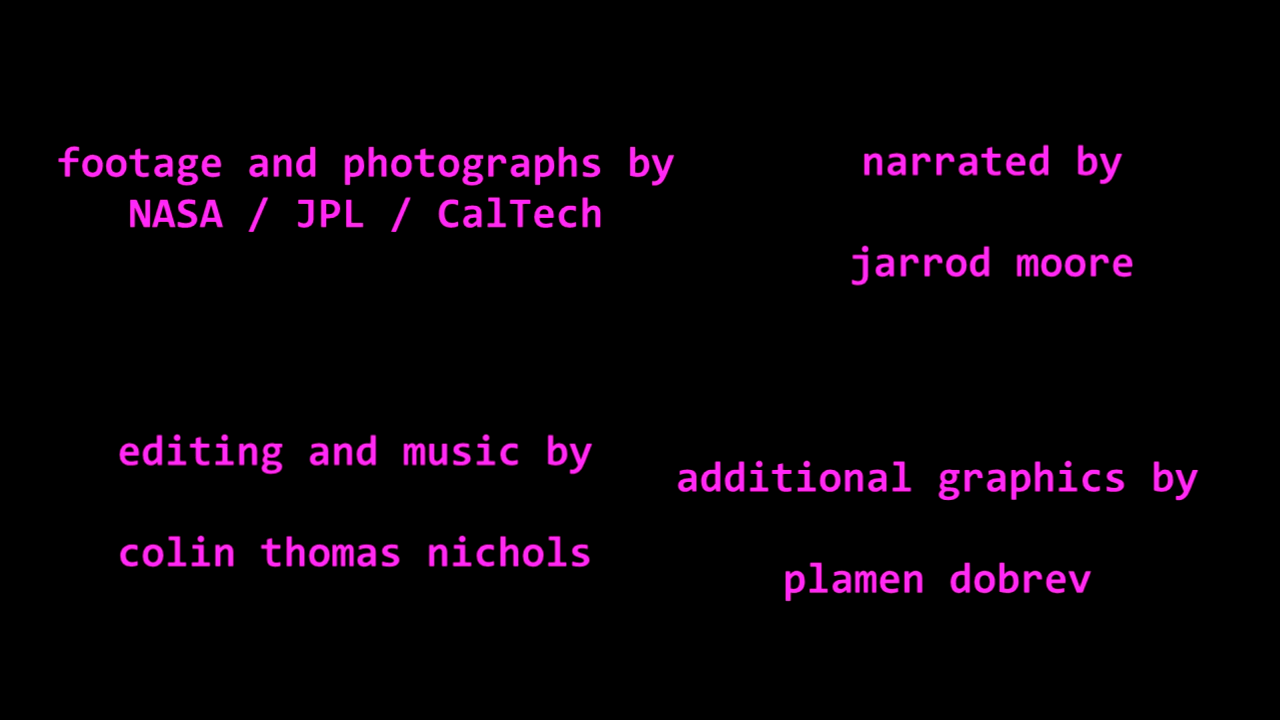 footage and photographs by
NASA / JPL / CalTech
narrated by
jarrod moore
editing and music by
colin thomas nichols
additional graphics by
plamen dobrev